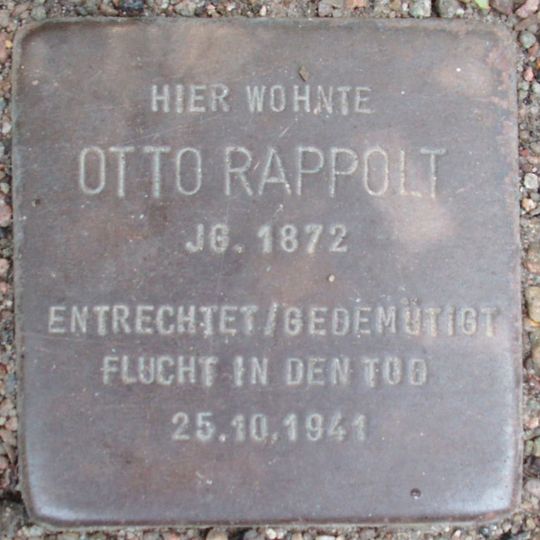 HIER WOHNTE
OTTO RAPPOLT
JG. 1872
ENTRECHTET/GEDEMÜTIGT
FLUCHT IN DEN TOD
25.10.1941